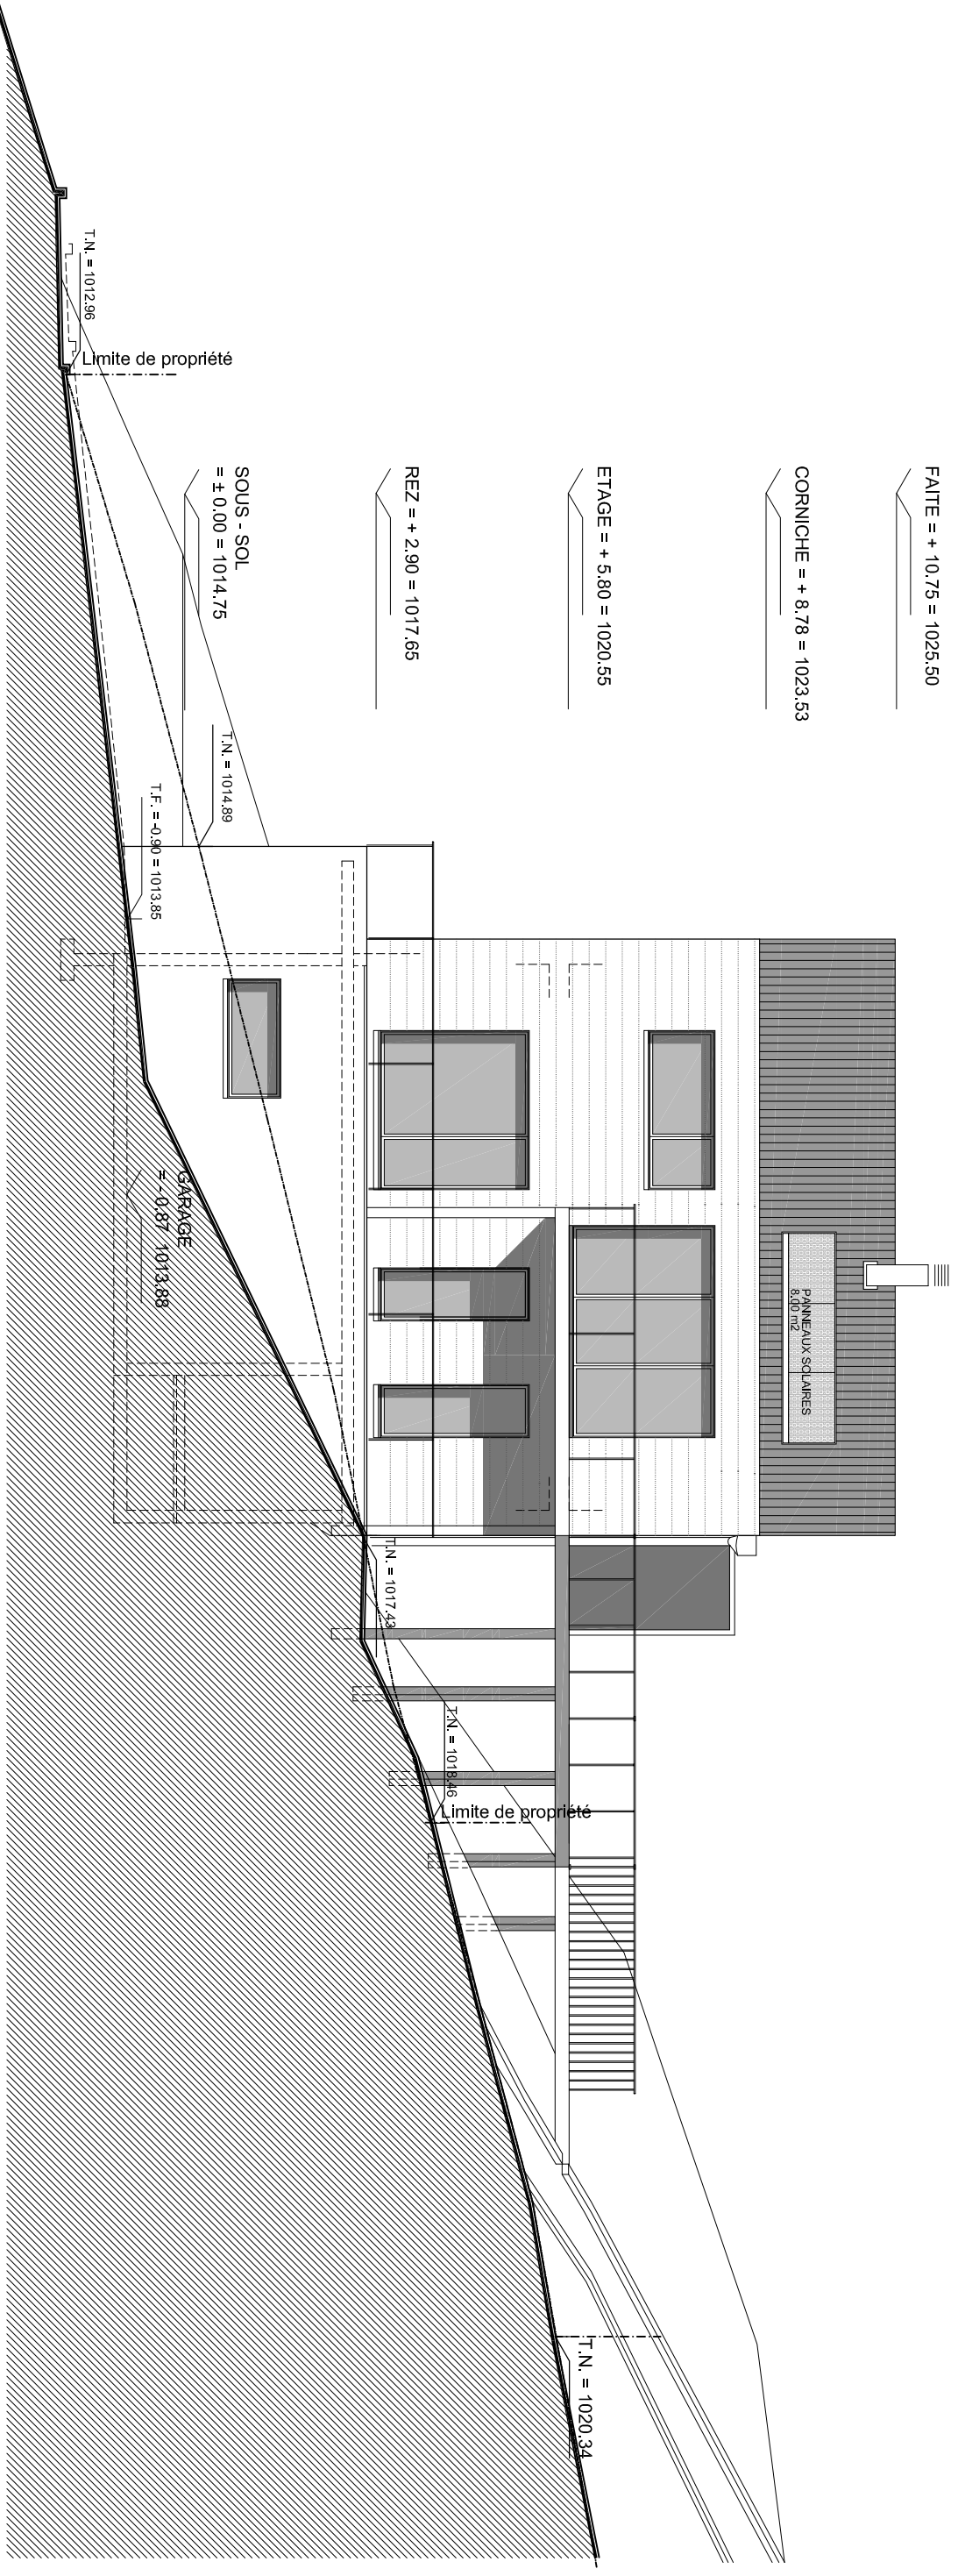 FAITE = + 10.75 = 1025.50
CORNICHE = + 8.78 = 1023.53
ETAGE = + 5.80 = 1020.55
REZ = + 2.90 = 1017.65
SOUS - SOL
= ± 0.00 = 1014.75
T.N. = 1012.96
Limite de propriété
T.N. = 1014.89
T.F. = -0.90 = 1013.85
GARAGE
= - 0.87 1013.88
PANNEAUX SOLAIRES
8.00 m2
T.N. = 1017.43
T.N. = 1018.46
Limite de propriété
T.N. = 1020.34